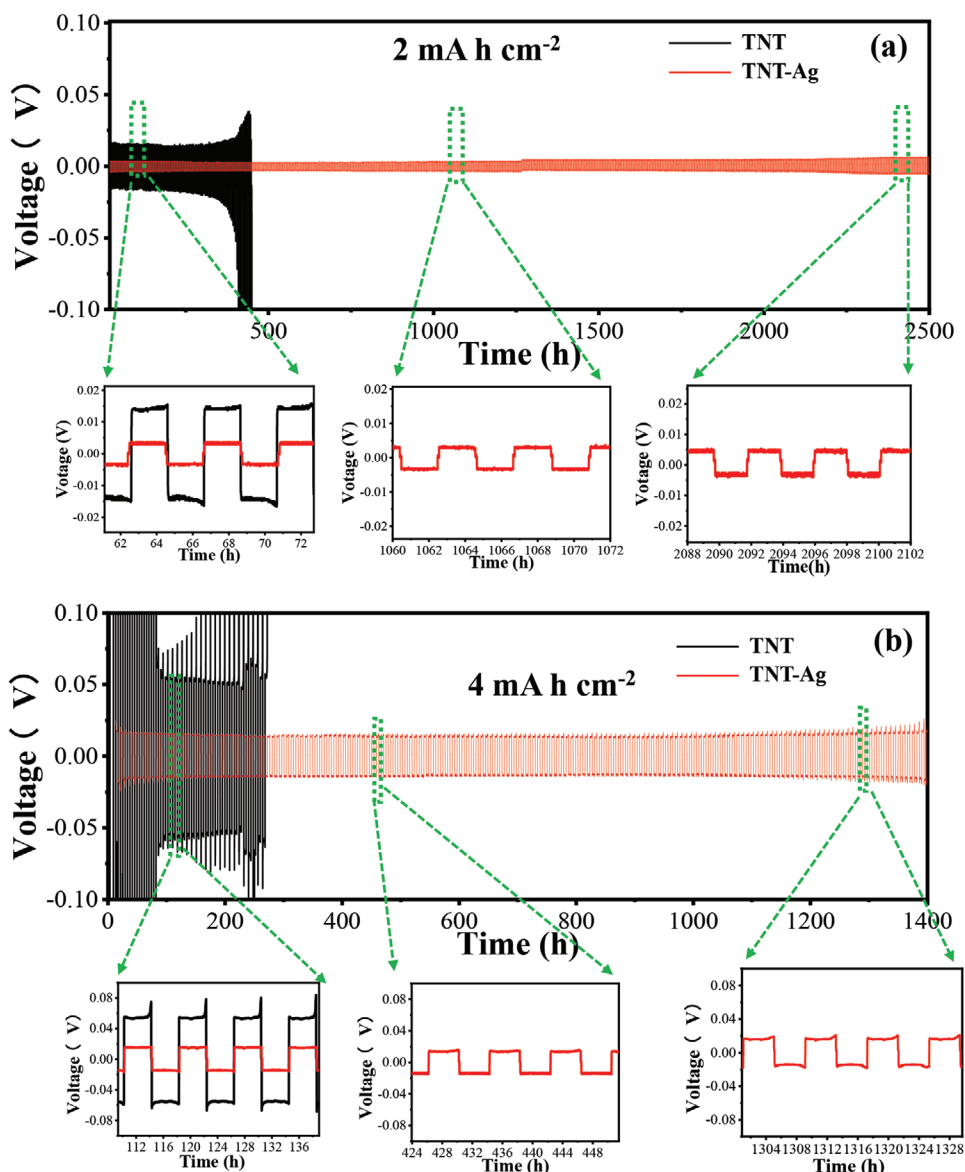 0.10
2 mA h cm-2
TNT
TNT-Ag
(a)
0.05
0.00
-0.05
-0.10
Voltage ( V)
500 1000 1500 2000 2500
Time (h)
0.02
0.01
0.00
-0.01
-0.02
Votage (V)
62 64 66 68 70 72
Time (h)
0.02
0.01
0.00
-0.01
-0.02
Votage (V)
1060 1062 1064 1066 1068 1070 1072
Time (h)
0.02
0.01
0.00
-0.01
-0.02
Votage (V)
2088 2090 2092 2094 2096 2098 2100 2102
Time(h)
0.10
TNT
TNT-Ag
(b)
0.05
4 mA h cm-2
0.00
-0.05
-0.10
Voltage ( V)
0 200 400 600 800 1000 1200 1400
Time (h)
0.08
0.04
0.00
-0.04
-0.08
Voltage ( V)
112 116 118 122 124 128 132 136
Time (h)
0.08
0.04
0.00
-0.04
-0.08
Voltage ( V)
424 428 432 436 440 444 448
Time (h)
0.08
0.04
0.00
-0.04
-0.08
Voltage ( V)
1304 1308 1312 1316 1320 1324 1328
Time (h)